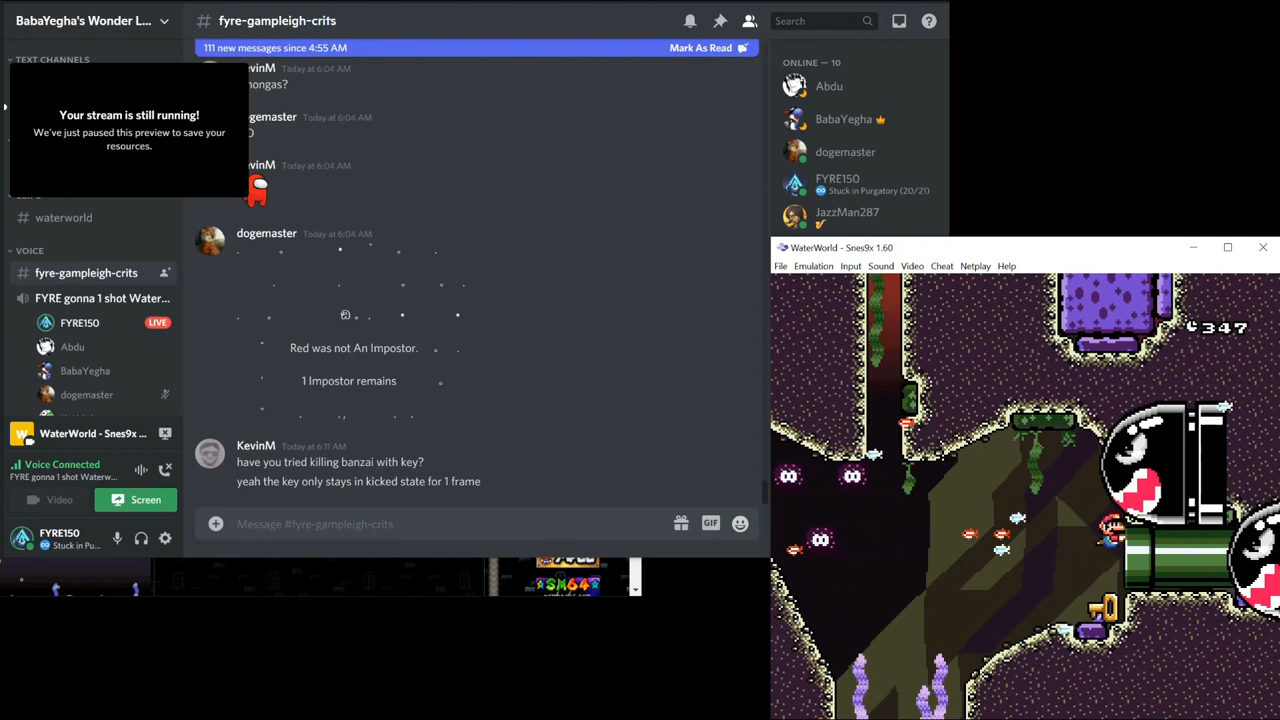 BabaYegha's Wonder L...
fyre-gampleigh-crits
Search
111 new messages since 4:55 AM
Mark As Read
TEXT CHANNELS
Your stream is still running!
We've just paused this preview to save your
resources.
waterworld
VOICE
fyre-gampleigh-crits
FYRE gonna 1 shot Water...
FYRE150
LIVE
Abdu
BabaYegha
dogemaster
WaterWorld - Snes9x ...
Voice Connected
FYRE gonna 1 shot Waterw...
Video
Screen
FYRE150
Stuck in Pu...
Today at 6:04 AM
Today at 6:04 AM
Today at 6:04 AM
dogemaster Today at 6:04 AM
Red was not An Impostor.
1 Impostor remains
KevinM Today at 6:11 AM
have you tried killing banzai with key?
yeah the key only stays in kicked state for 1 frame
Message #fyre-gampleigh-crits
GIF
SM64
ONLINE — 10
Abdu
BabaYegha
dogemaster
FYRE150
Stuck in Purgatory (20/21)
JazzMan287
WaterWorld - Snes9x 1.60
File Emulation Input Sound Video Cheat Netplay Help
347